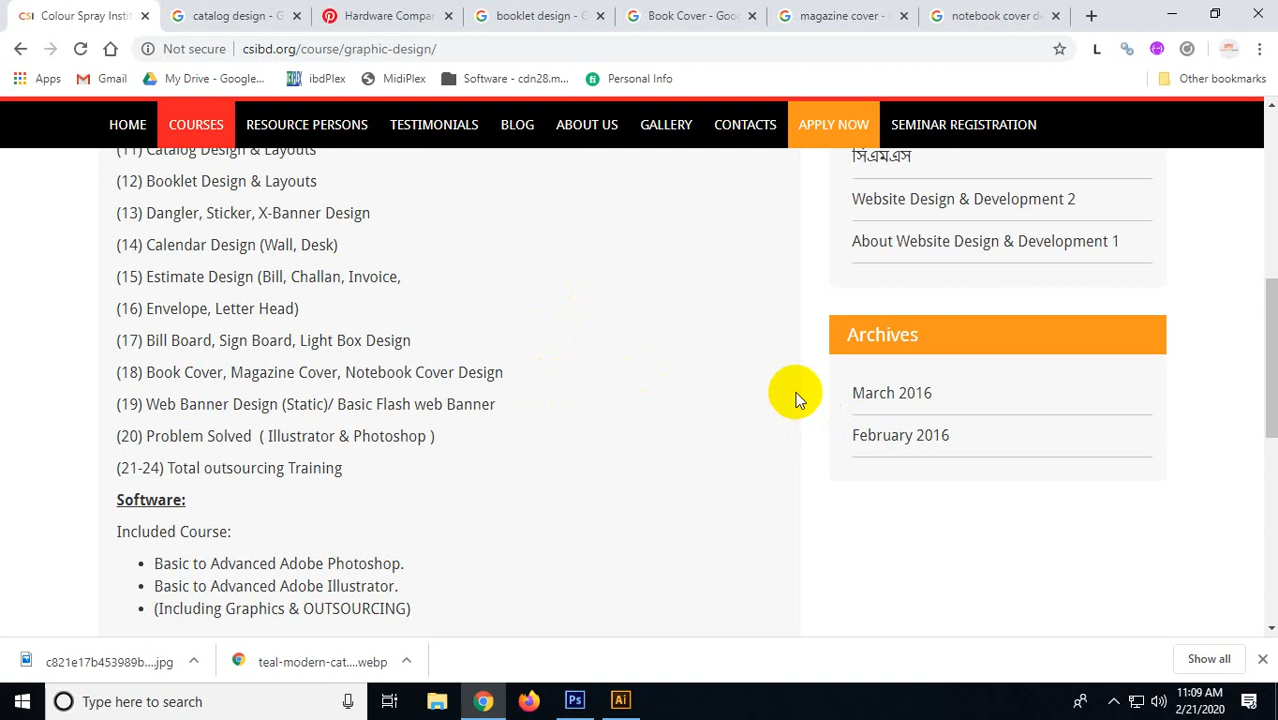 Colour Spray Insti
catalog design - G
Hardware Compa
booklet design - G
Book Cover - Goo
magazine cover - 
notebook cover de
Not secure csibd.org/course/graphic-design/
Apps Gmail My Drive - Google... ibdPlex MidiPlex Software - cdn28.m... Personal Info Other bookmarks
HOME COURSES RESOURCE PERSONS TESTIMONIALS BLOG ABOUT US GALLERY CONTACTS APPLY NOW SEMINAR REGISTRATION
(11) Catalog Design & Layouts
(12) Booklet Design & Layouts
(13) Dangler, Sticker, X-Banner Design
(14) Calendar Design (Wall, Desk)
(15) Estimate Design (Bill, Challan, Invoice,
(16) Envelope, Letter Head)
(17) Bill Board, Sign Board, Light Box Design
(18) Book Cover, Magazine Cover, Notebook Cover Design
(19) Web Banner Design (Static)/ Basic Flash web Banner
(20) Problem Solved ( Illustrator & Photoshop )
(21-24) Total outsourcing Training
Software:
Included Course:
• Basic to Advanced Adobe Photoshop.
• Basic to Advanced Adobe Illustrator.
• (Including Graphics & OUTSOURCING)
সিএমএস
Website Design & Development 2
About Website Design & Development 1
Archives
March 2016
February 2016
c821e17b453989b....jpg
teal-modern-cat....webp
Show all
Type here to search
Ps
Ai
11:09 AM
2/21/2020